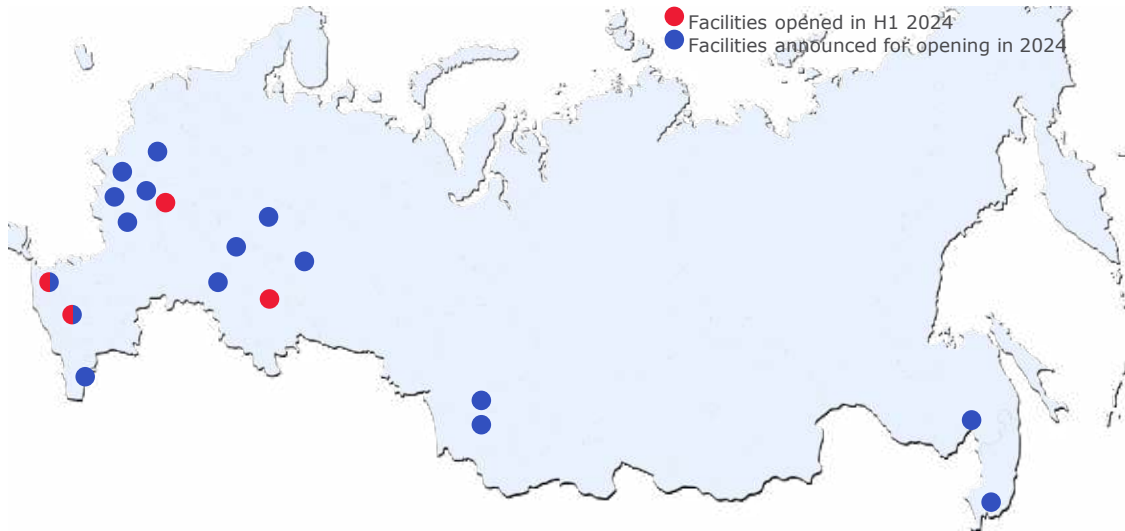 Facilities opened in H1 2024
Facilities announced for opening in 2024